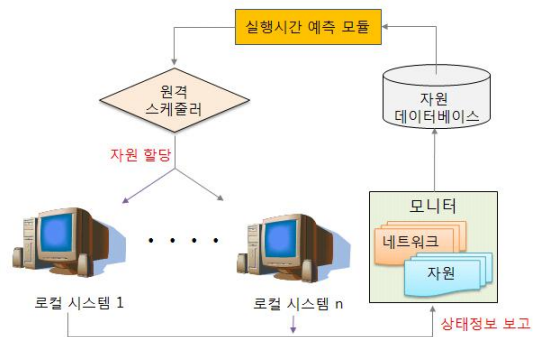 실행시간 예측 모듈
원격
스케줄러
자원
데이터베이스
자원 할당
모니터
네트워크
자원
로컬 시스템 1
로컬 시스템 n
상태정보 보고